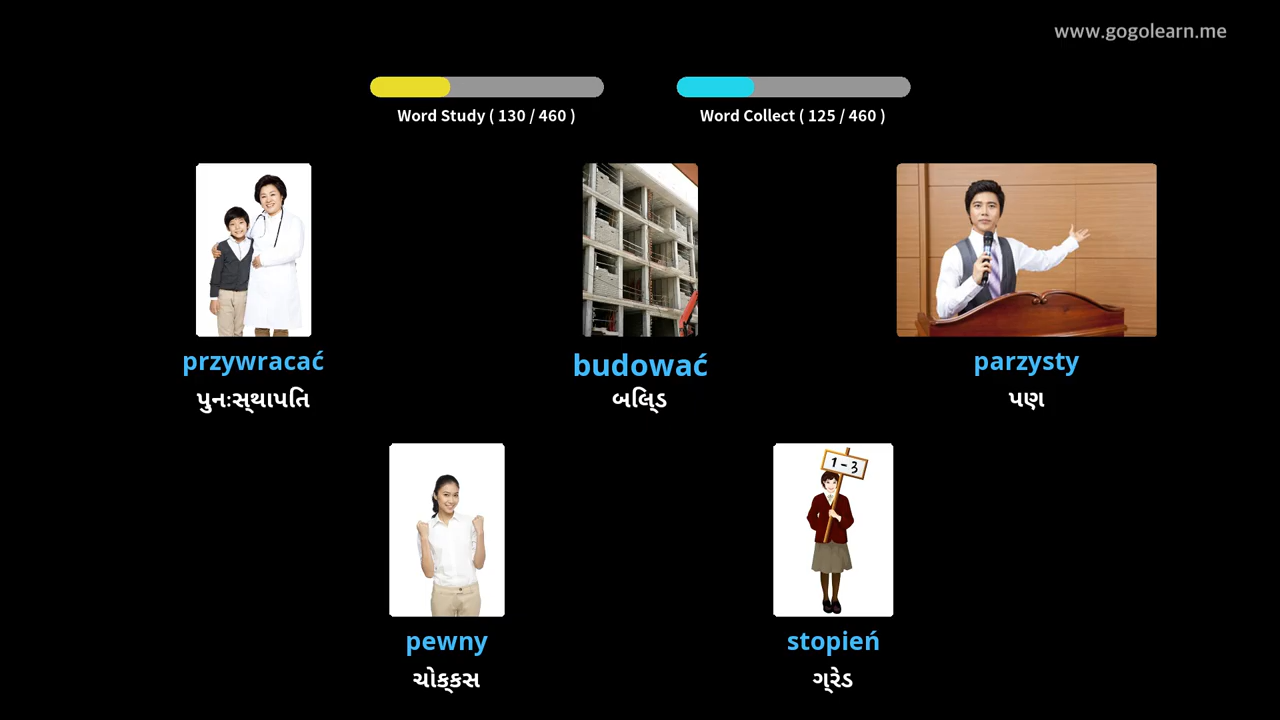 www.gogolearn.me
Word Study ( 130 / 460 )
Word Collect ( 125 / 460 )
przywracać
પુનઃસ્થાપતિ
budować
બિલ્ડ
parzysty
પણ
1 - 3
pewny
ચોક્કસ
stopień
ગ્રેડ